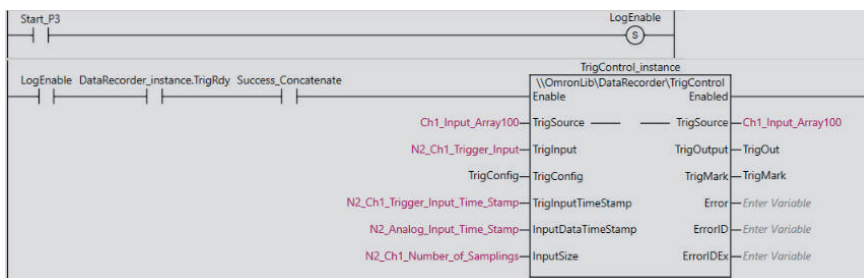 Start_P3 LogEnable
S
TrigControl_instance
LogEnable DataRecorder_instance.TrigRdy Success_Concatenate \\OmronLib\DataRecorder\TrigControl
Enable Enabled
Ch1_Input_Array100 TrigSource TrigSource Ch1_Input_Array100
N2_Ch1_Trigger_Input TrigInput TrigOutput TrigOut
TrigConfig TrigConfig TrigMark TrigMark
N2_Ch1_Trigger_Input_Time_Stamp TrigInputTimeStamp Error Enter Variable
N2_Analog_Input_Time_Stamp InputDataTimeStamp ErrorID Enter Variable
N2_Ch1_Number_of_Samplings InputSize ErrorIDEx Enter Variable